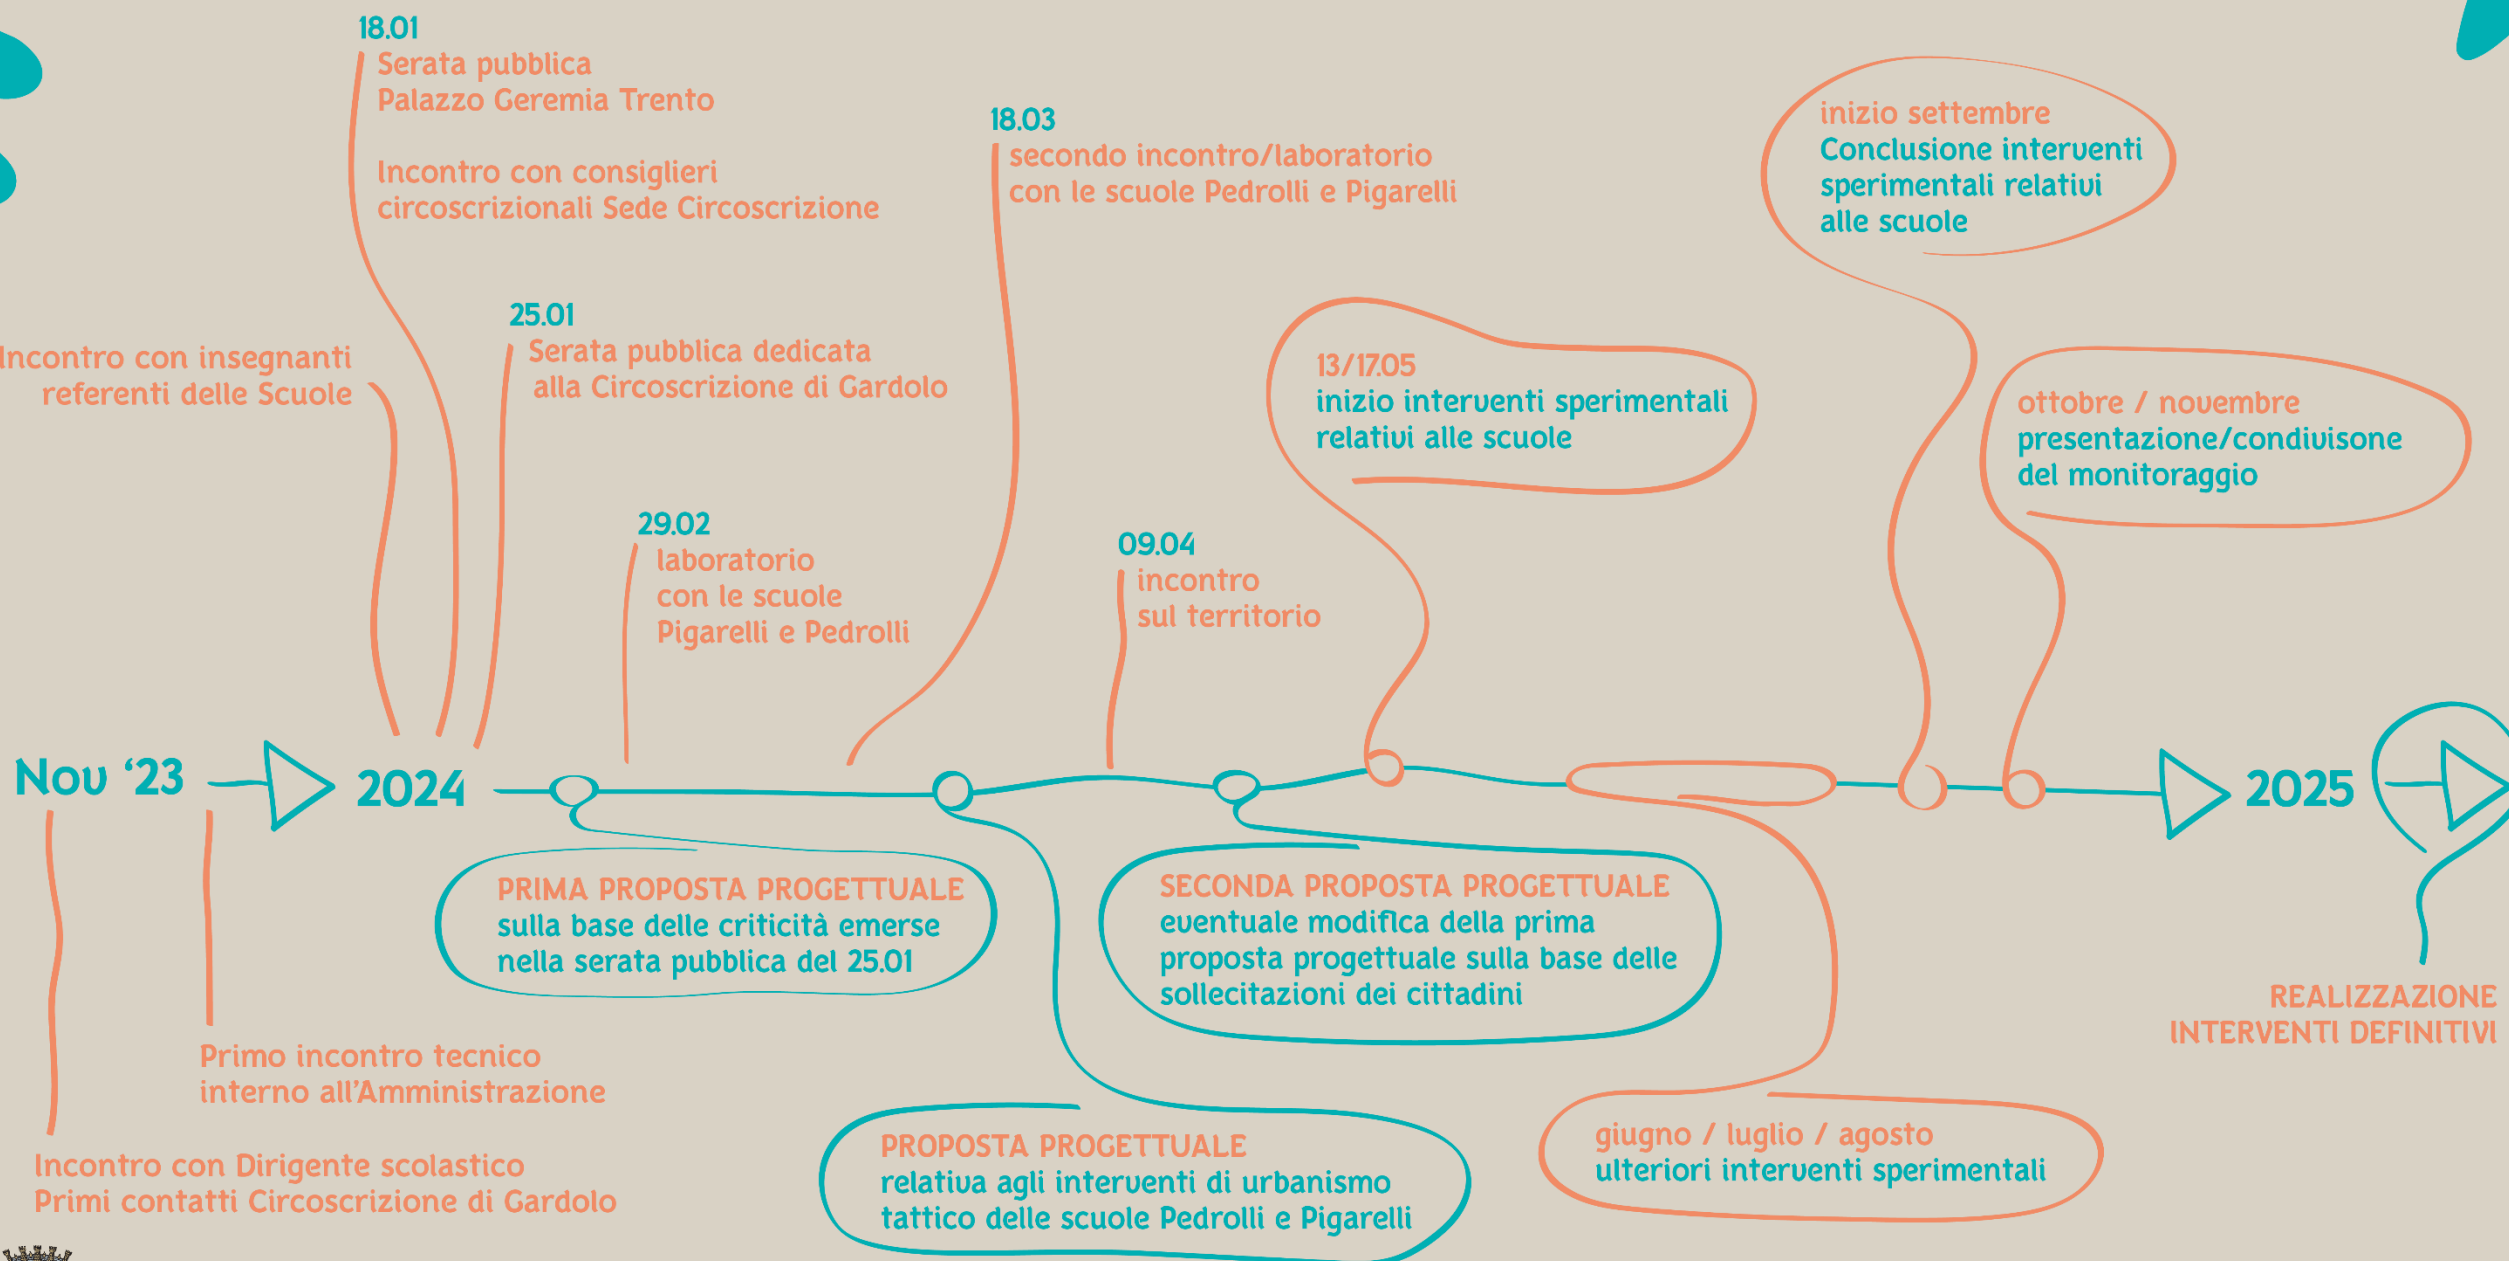 18.01
Serata pubblica
Palazzo Geremia Trento
Incontro con consiglieri
circoscrizionali Sede Circoscrizione
Incontro con insegnanti
referenti delle Scuole
25.01
Serata pubblica dedicata
alla Circoscrizione di Gardolo
29.02
laboratorio
con le scuole
Pigarelli e Pedrolli
18.03
secondo incontro/laboratorio
con le scuole Pedrolli e Pigarelli
09.04
incontro
sul territorio
13/17.05
inizio interventi sperimentali
relativi alle scuole
inizio settembre
Conclusione interventi
sperimentali relativi
alle scuole
ottobre / novembre
presentazione/condivisone
del monitoraggio
Nov ‘23
2024
2025
PRIMA PROPOSTA PROGETTUALE
sulla base delle criticità emerse
nella serata pubblica del 25.01
SECONDA PROPOSTA PROGETTUALE
eventuale modifica della prima
proposta progettuale sulla base delle
sollecitazioni dei cittadini
REALIZZAZIONE
INTERVENTI DEFINITIVI
Primo incontro tecnico
interno all’Amministrazione
Incontro con Dirigente scolastico
Primi contatti Circoscrizione di Gardolo
PROPOSTA PROGETTUALE
relativa agli interventi di urbanismo
tattico delle scuole Pedrolli e Pigarelli
giugno / luglio / agosto
ulteriori interventi sperimentali